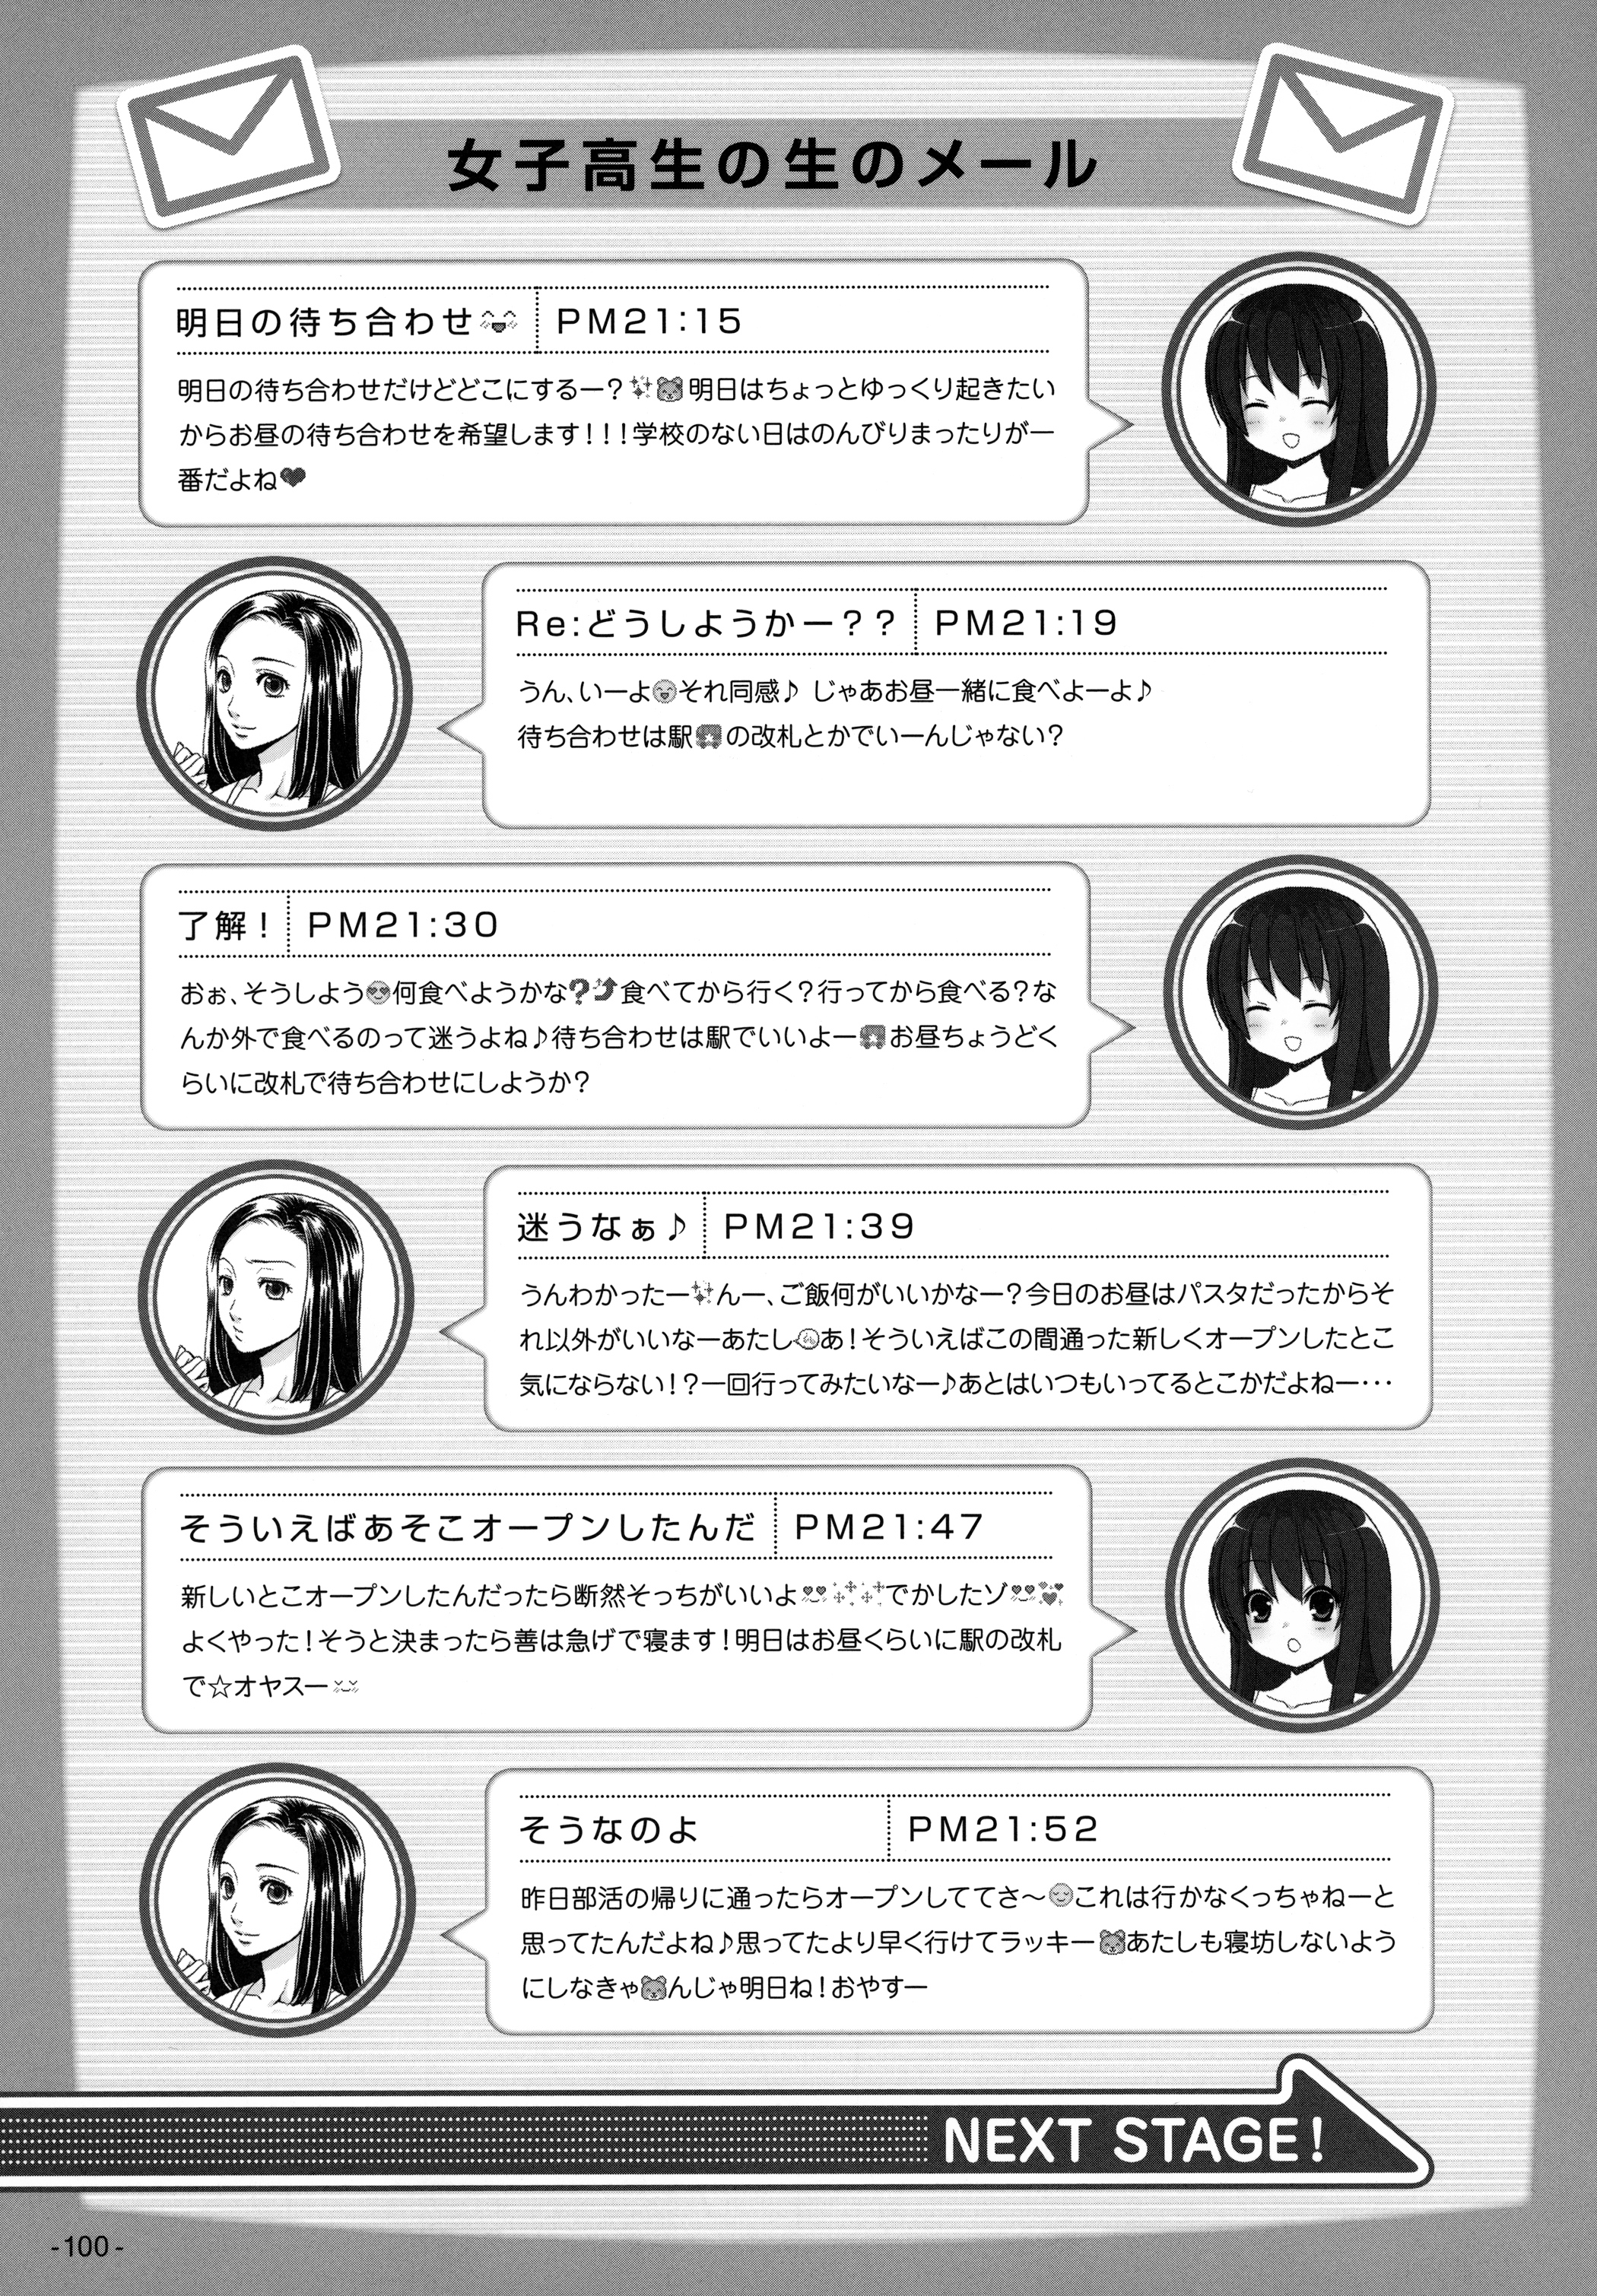 女子高生の生のメール
明日の待ち合わせ PM21:15
明日の待ち合わせだけどどこにするー？明日はちょっとゆっくり起きたい
からお昼の待ち合わせを希望します！！！学校のない日はのんびりまったりが一
番だよね♥
Re:どうしようかー？？ PM21:19
うん、いーよそれ同感♪ じゃあお昼一緒に食べよーよ♪
待ち合わせは駅の改札とかでいーんじゃない？
了解！ PM21:30
おぉ、そうしよう何食べようかな？食べてから行く？行ってから食べる？な
んか外で食べるのって迷うよね♪待ち合わせは駅でいいよーお昼ちょうどく
らいに改札で待ち合わせにしようか？
迷うなぁ♪ PM21:39
うんわかったーんー、ご飯何がいいかなー？今日のお昼はパスタだったからそ
れ以外がいいなーあたしあ！そういえばこの間通った新しくオープンしたとこ
気にならない！？一回行ってみたいなー♪あとはいつもいってるとこかだよねー・・・
そういえばあそこオープンしたんだ PM21:47
新しいとこオープンしたんだったら断然そっちがいいよでかしたゾ
よくやった！そうと決まったら善は急げで寝ます！明日はお昼くらいに駅の改札
で☆オヤスー
そうなのよ PM21:52
昨日部活の帰りに通ったらオープンしててさ～これは行かなくっちゃねーと
思ってたんだよね♪思ってたより早く行けてラッキーあたしも寝坊しないよう
にしなきゃんじゃ明日ね！おやすー
NEXT STAGE!
-100-